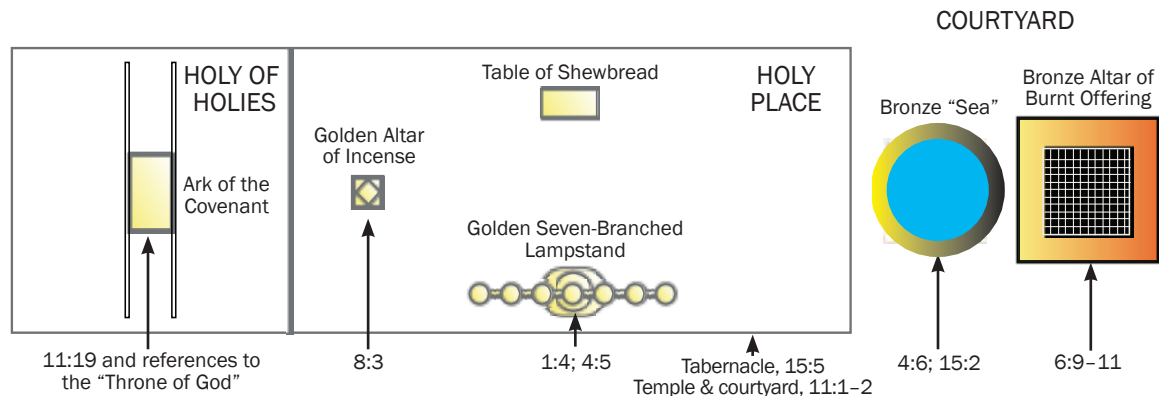 COURTYARD
HOLY OF
HOLIES
Ark of the
Covenant
Golden Altar
of Incense
Table of Shewbread
HOLY
PLACE
Golden Seven-Branched
Lampstand
Bronze “Sea”
Bronze Altar of
Burnt Offering
11:19 and references to
the “Throne of God”
8:3
1:4; 4:5
Tabernacle, 15:5
Temple & courtyard, 11:1–2
4:6; 15:2
6:9–11